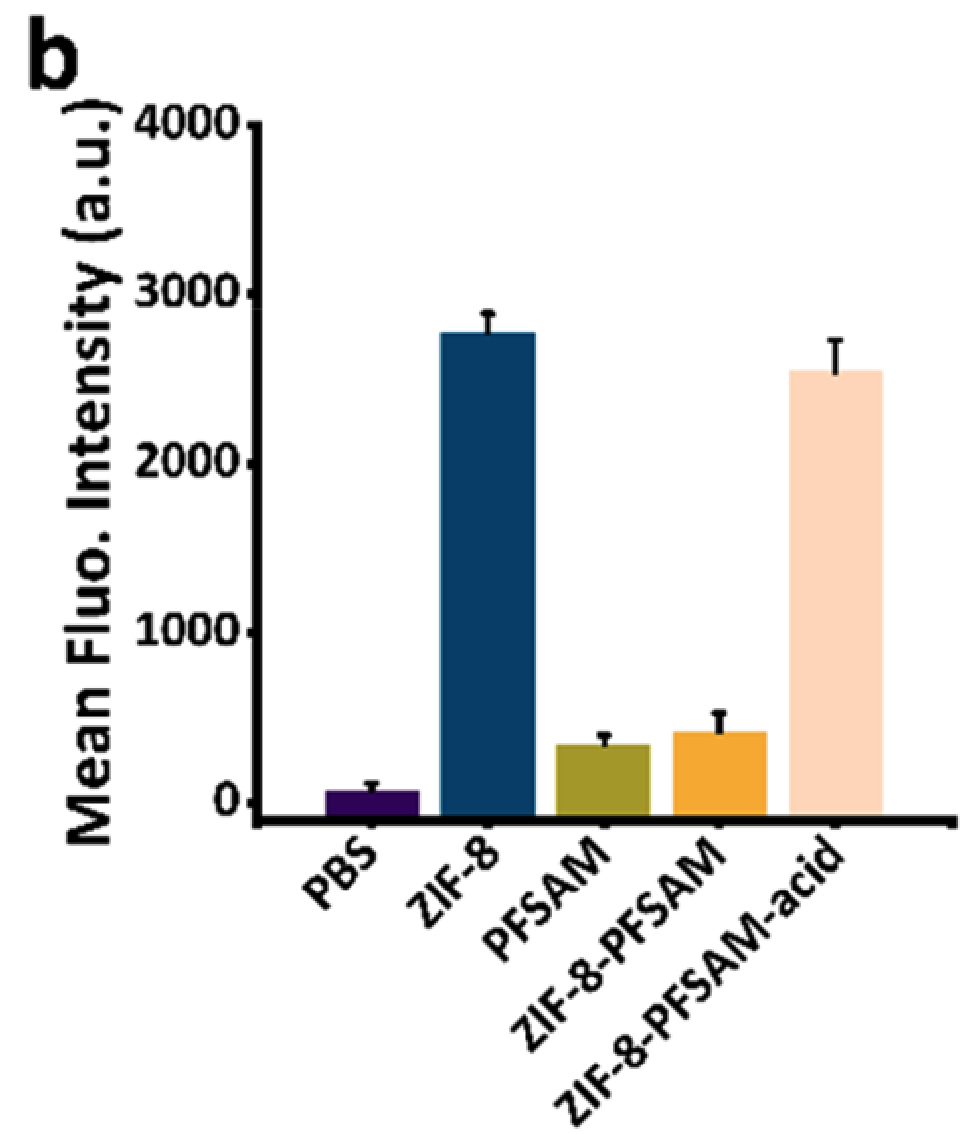 b
Mean Fluo. Intensity (a.u.)
4000
3000
2000
1000
0
PBS
ZIF-8
PFSAM
ZIF-8-PFSAM
ZIF-8-PFSAM-acid